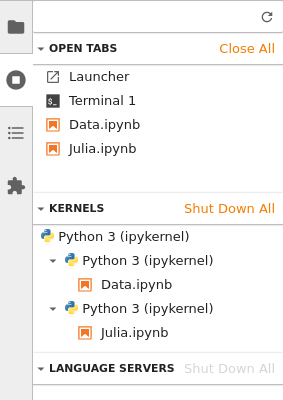 OPEN TABS Close All
Launcher
$_ Terminal 1
Data.ipynb
Julia.ipynb
KERNELS Shut Down All
Python 3 (ipykernel)
Python 3 (ipykernel)
Data.ipynb
Python 3 (ipykernel)
Julia.ipynb
LANGUAGE SERVERS Shut Down All